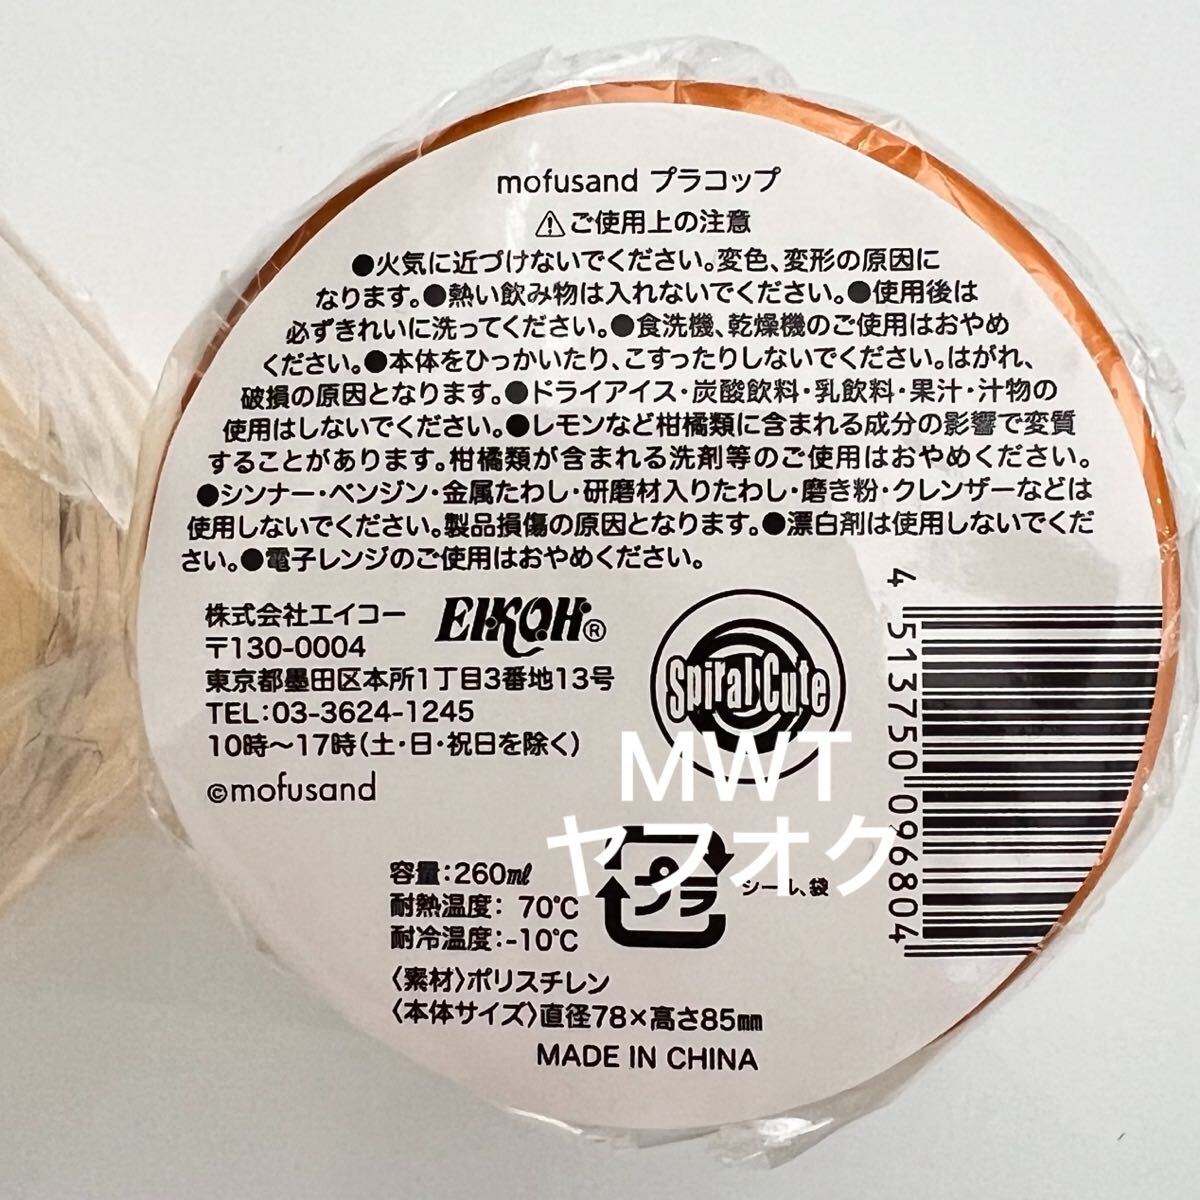 mofusand プラコップ
⚠ご使用上の注意
●火気に近づけないでください。変色、変形の原因に
なります。●熱い飲み物は入れないでください。●使用後は
必ずきれいに洗ってください。●食洗機、乾燥機のご使用はおやめ
ください。●本体をひっかいたり、こすったりしないでください。はがれ、
破損の原因となります。●ドライアイス・炭酸飲料・乳飲料・果汁・汁物の
使用はしないでください。●レモンなど柑橘類に含まれる成分の影響で変質
することがあります。柑橘類が含まれる洗剤等のご使用はおやめください。
●シンナー・ベンジン・金属たわし・研磨材入りたわし・磨き粉・クレンザーなどは
使用しないでください。製品損傷の原因となります。●漂白剤は使用しないでくだ
さい。●電子レンジのご使用はおやめください。
株式会社エイコー EIKOH®
〒130-0004
東京都墨田区本所1丁目3番地13号
TEL:03-3624-1245
10時～17時(土・日・祝日を除く)
©mofusand
Spiral Cute
4 513750 096804
MWT
ヤフオク
容量:260㎖
耐熱温度: 70℃
耐冷温度:-10℃
プラ
シール、袋
〈素材〉ポリスチレン
〈本体サイズ〉直径78×高さ85㎜
MADE IN CHINA